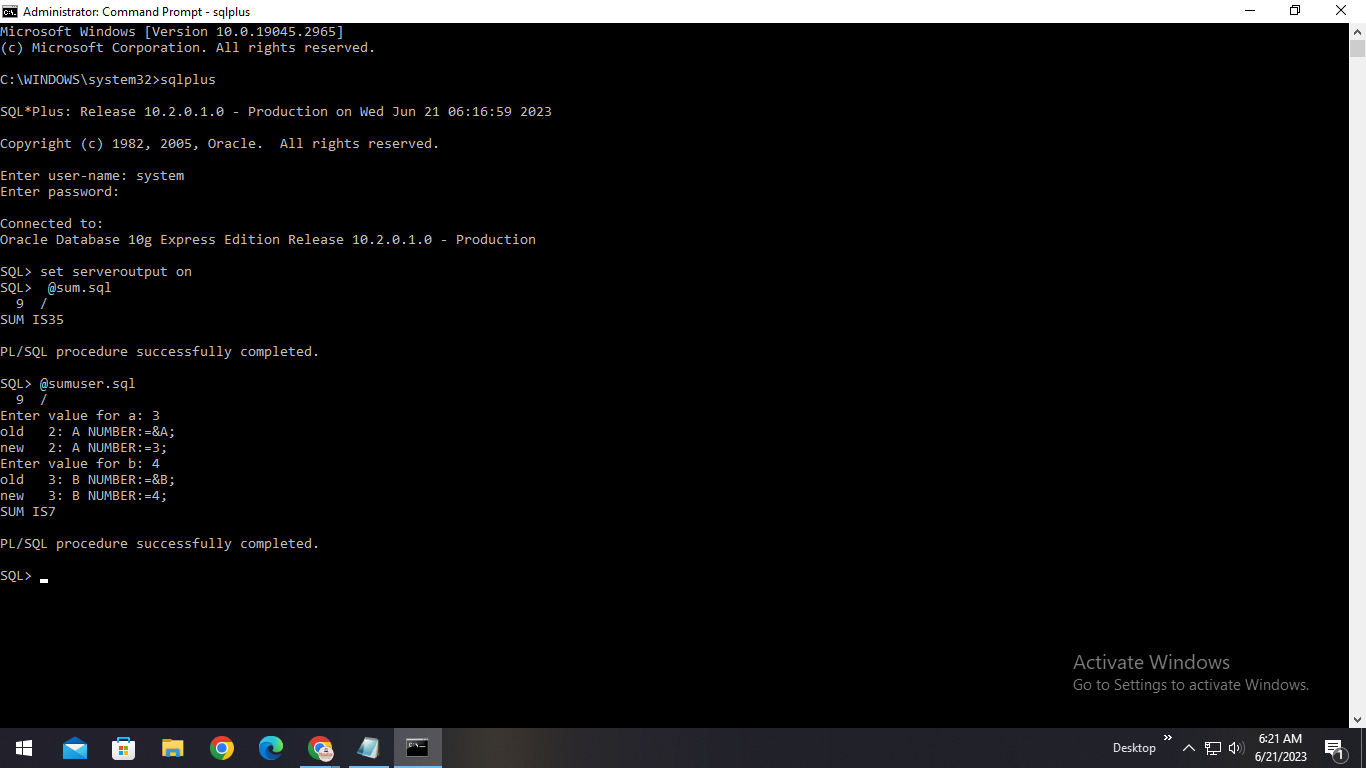 Administrator: Command Prompt - sqlplus
Microsoft Windows [Version 10.0.19045.2965]
(c) Microsoft Corporation. All rights reserved.
C:\WINDOWS\system32>sqlplus
SQL*Plus: Release 10.2.0.1.0 - Production on Wed Jun 21 06:16:59 2023
Copyright (c) 1982, 2005, Oracle.  All rights reserved.
Enter user-name: system
Enter password:
Connected to:
Oracle Database 10g Express Edition Release 10.2.0.1.0 - Production
SQL> set serveroutput on
SQL>  @sum.sql
  9  /
SUM IS35
PL/SQL procedure successfully completed.
SQL> @sumuser.sql
  9  /
Enter value for a: 3
old   2: A NUMBER:=&A;
new   2: A NUMBER:=3;
Enter value for b: 4
old   3: B NUMBER:=&B;
new   3: B NUMBER:=4;
SUM IS7
PL/SQL procedure successfully completed.
SQL>
Activate Windows
Go to Settings to activate Windows.
Desktop
6:21 AM
6/21/2023
1